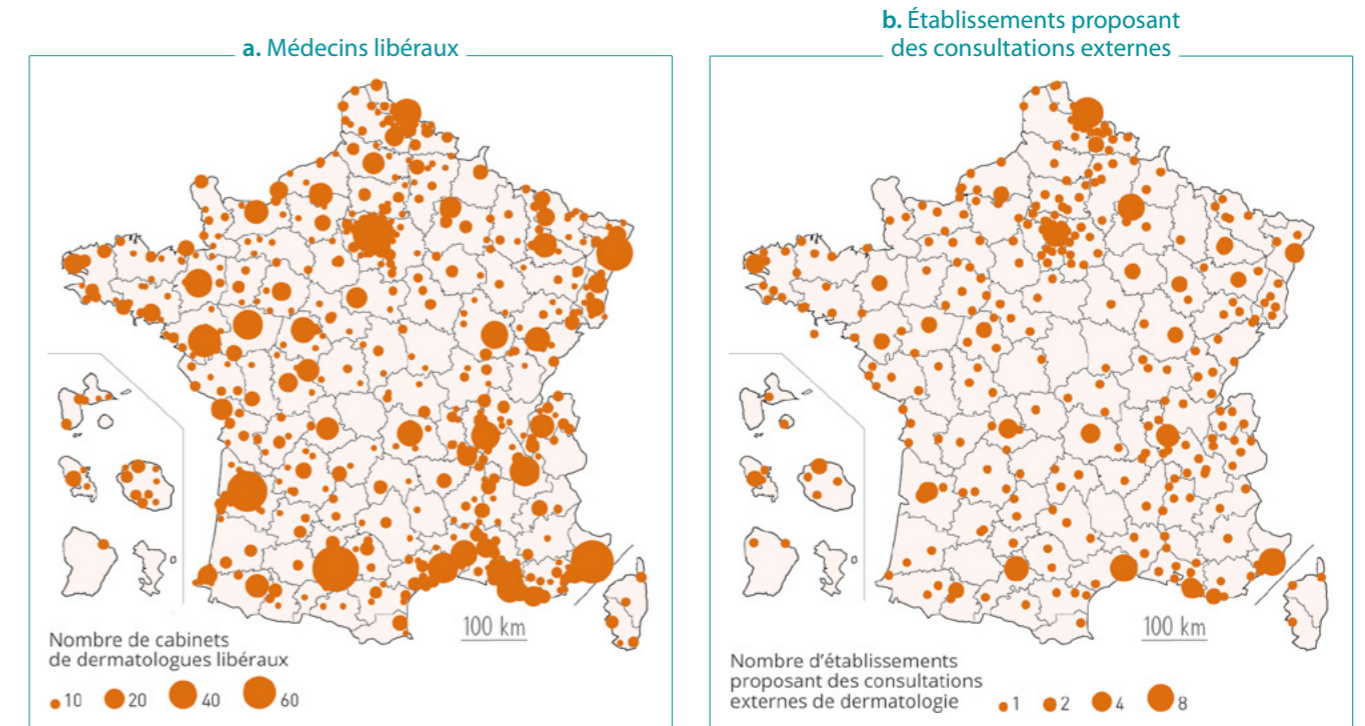 a. Médecins libéraux
100 km
Nombre de cabinets
de dermatologues libéraux
10 20 40 60
b. Établissements proposant
des consultations externes
100 km
Nombre d'établissements
proposant des consultations
externes de dermatologie
1 2 4 8